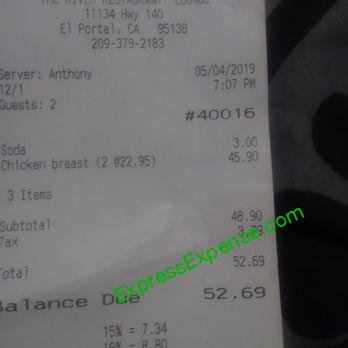 THE RIVER RESTAURANT LOUNGE
11134 Hwy 140
El Portal, CA 95138
209-379-2183
Server: Anthony 05/04/2019
12/1 7:07 PM
Guests: 2
#40016
Soda 3.00
Chicken breast (2 @22.95) 45.90
3 Items
Subtotal 48.90
Tax 3.79
Total 52.69
Balance Due 52.69
ExpressExpense.com
15% = 7.34
18% = 8.80